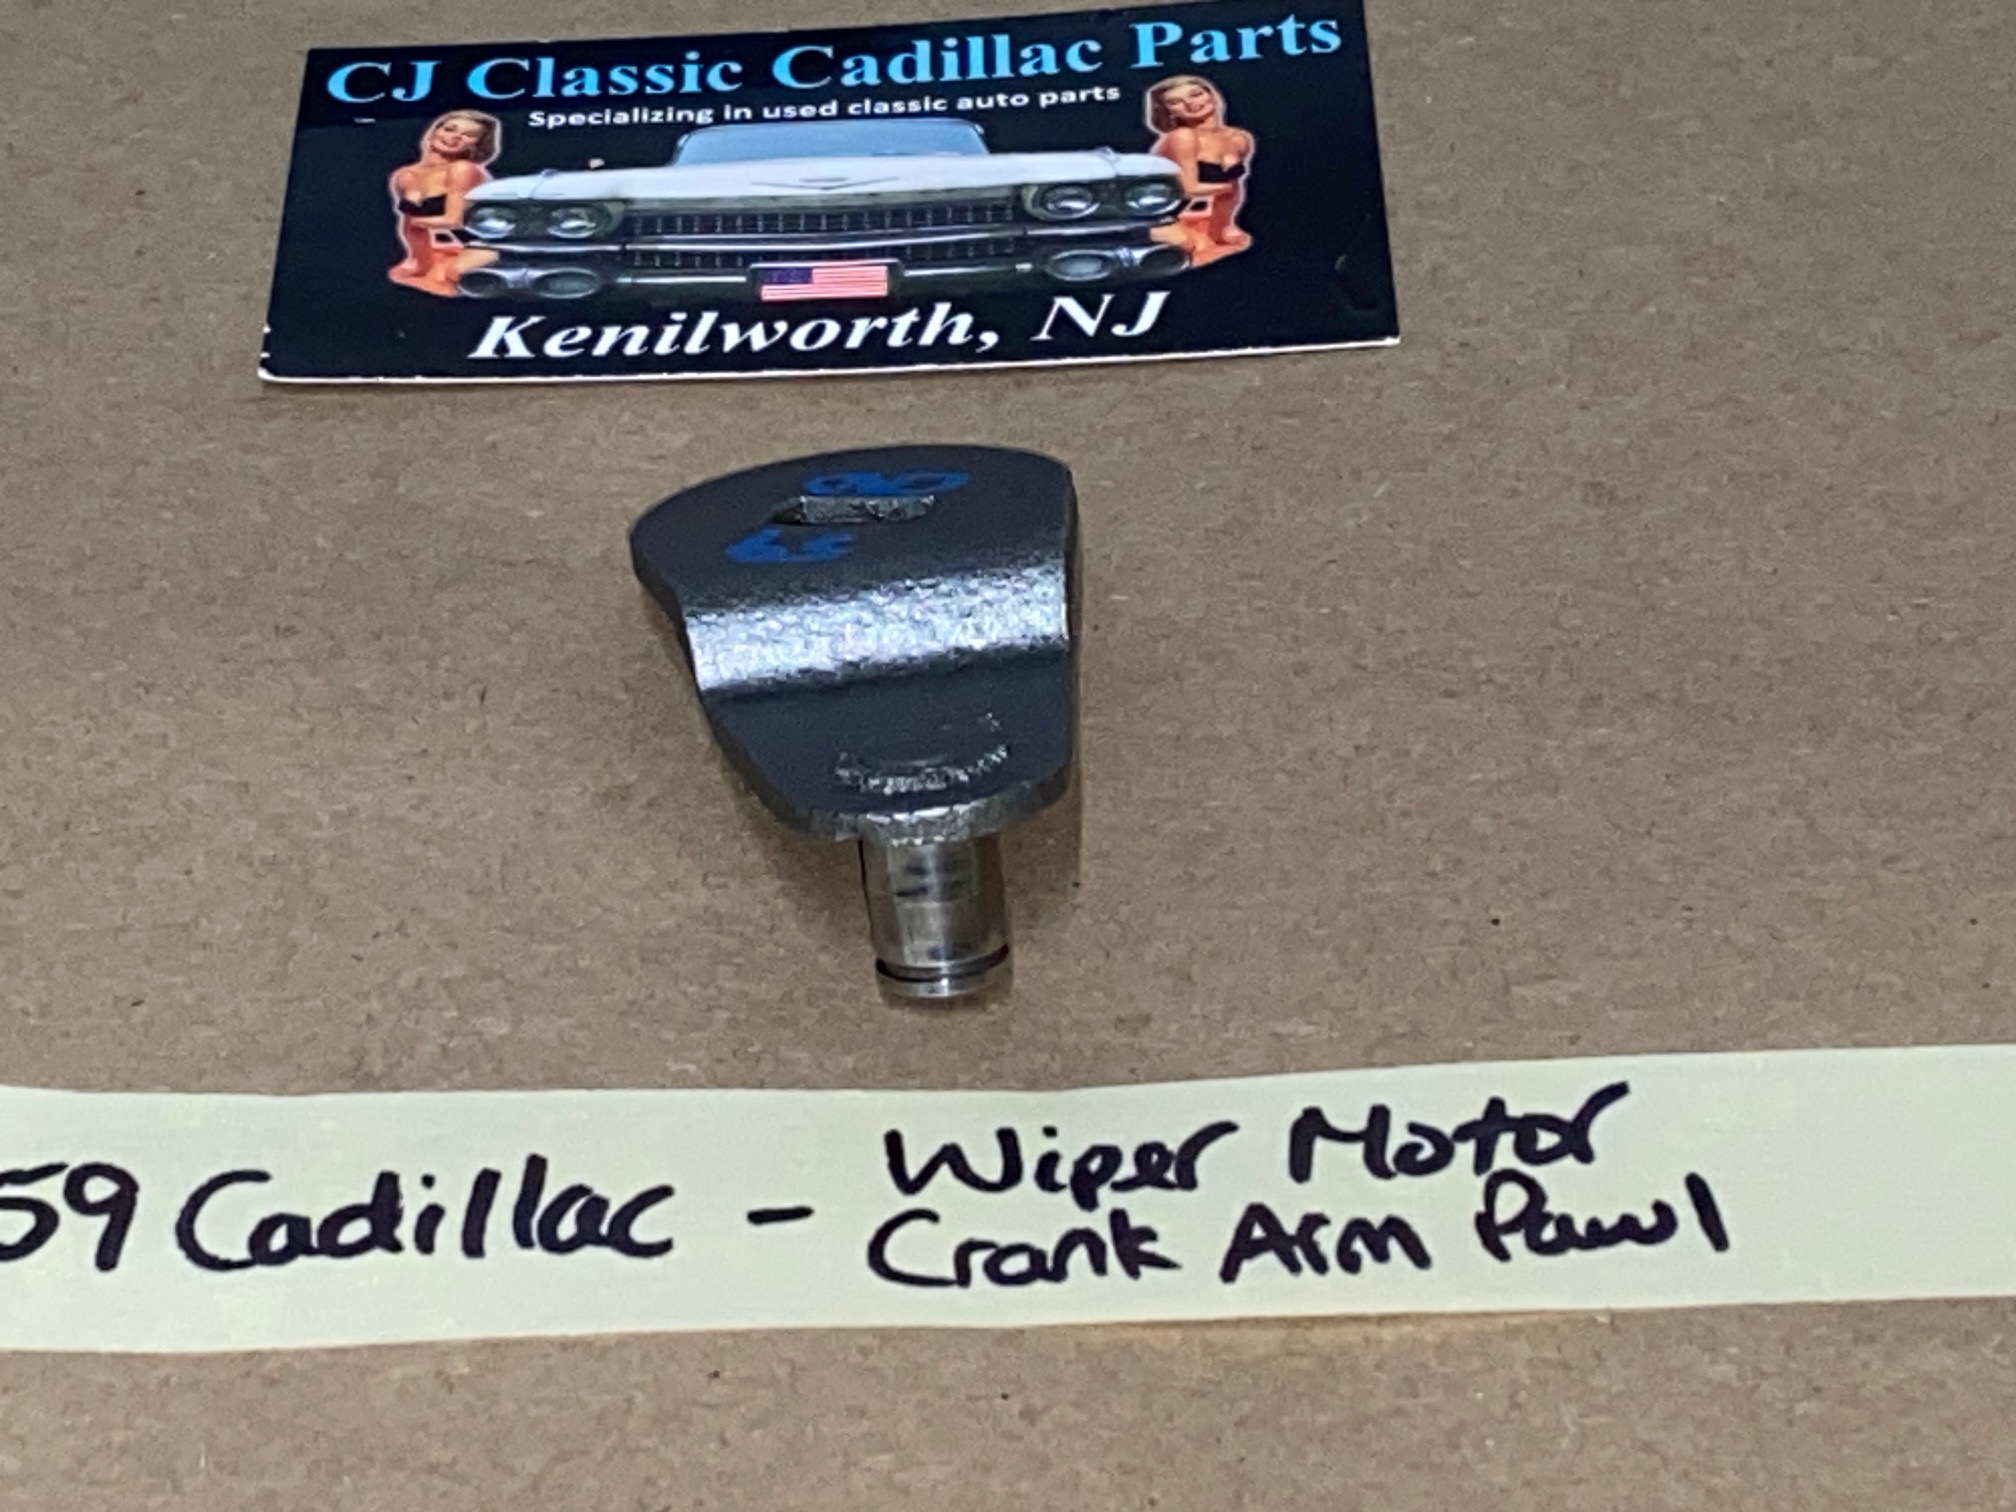 CJ Classic Cadillac Parts
Specializing in used classic auto parts
Kenilworth, NJ
59 Cadillac - Wiper Motor
Crank Arm Pawl